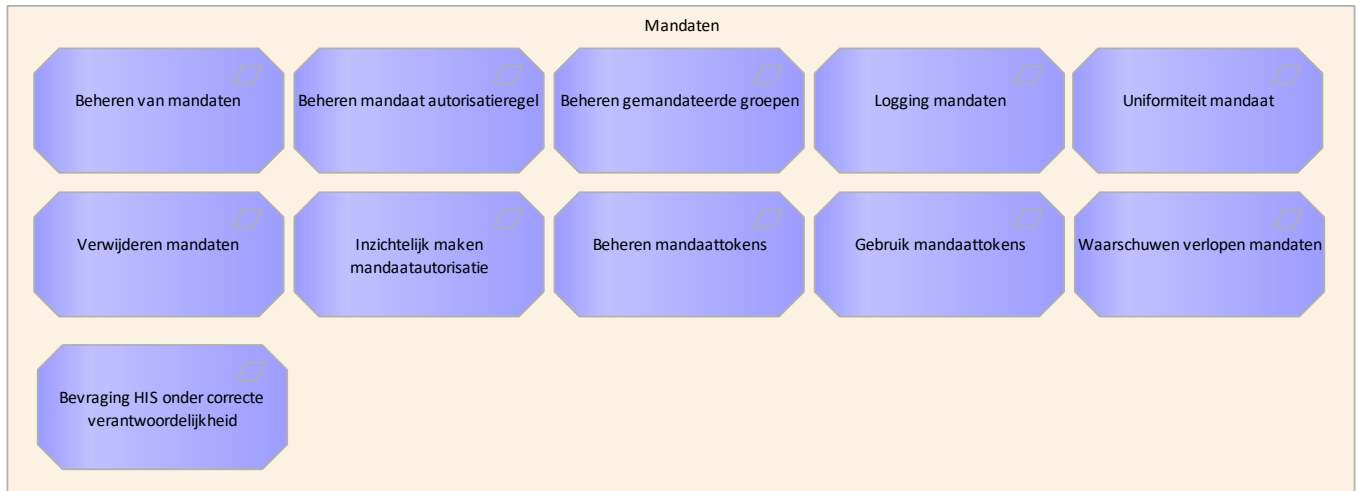 Mandaten
Beheren van mandaten
Beheren mandaat autorisatieregel
Beheren gemandateerde groepen
Logging mandaten
Uniformiteit mandaat
Verwijderen mandaten
Inzichtelijk maken
mandaatautorisatie
Beheren mandaattokens
Gebruik mandaattokens
Waarschuwen verlopen mandaten
Bevraging HIS onder correcte
verantwoordelijkheid